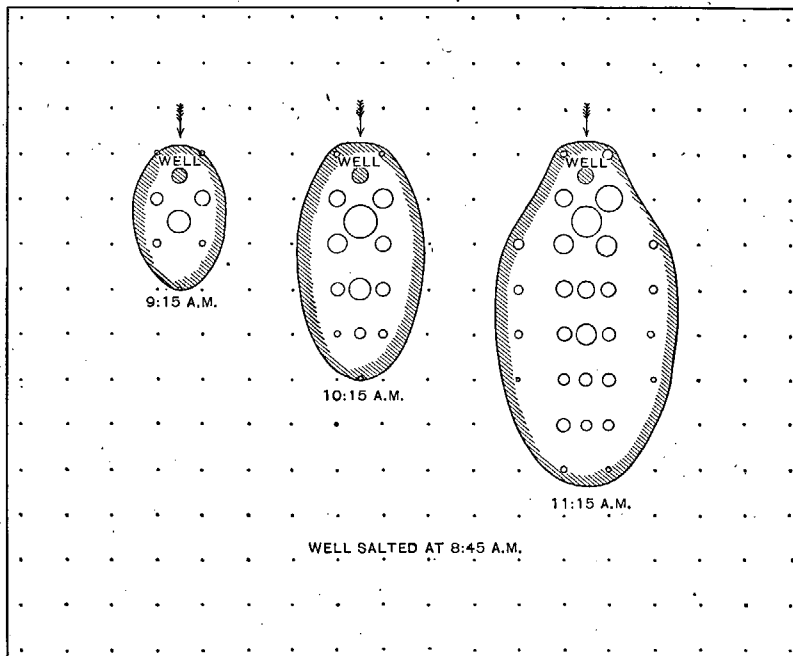 WELL
WELL
WELL
9:15 A.M.
10:15 A.M.
11:15 A.M.
WELL SALTED AT 8:45 A.M.